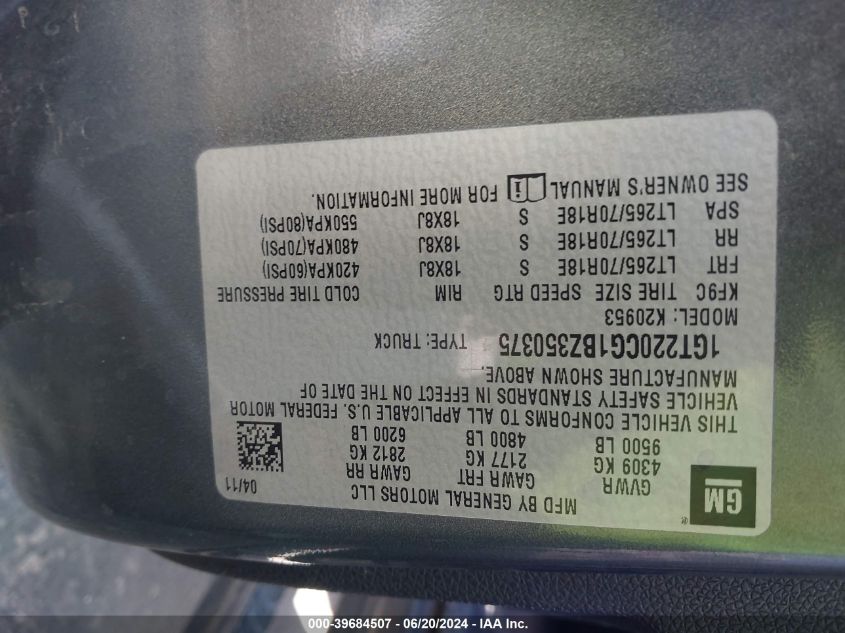 MFD BY GENERAL MOTORS LLC 04/11
GM ®
GVWR GAWR FRT GAWR RR
4309 KG 2177 KG 2812 KG
9500 LB 4800 LB 6200 LB
THIS VEHICLE CONFORMS TO ALL APPLICABLE U.S. FEDERAL MOTOR
VEHICLE SAFETY STANDARDS IN EFFECT ON THE DATE OF
MANUFACTURE SHOWN ABOVE.
1GT220CG1BZ350375 TYPE: TRUCK
MODEL: K20953
KF9C TIRE SIZE SPEED RTG RIM COLD TIRE PRESSURE
FRT LT265/70R18E S 18X8J 420KPA(60PSI)
RR LT265/70R18E S 18X8J 480KPA(70PSI)
SPA LT265/70R18E S 18X8J 550KPA(80PSI)
SEE OWNER'S MANUAL i FOR MORE INFORMATION.
000-39684507 / 06/20/2024 - IAAI.com